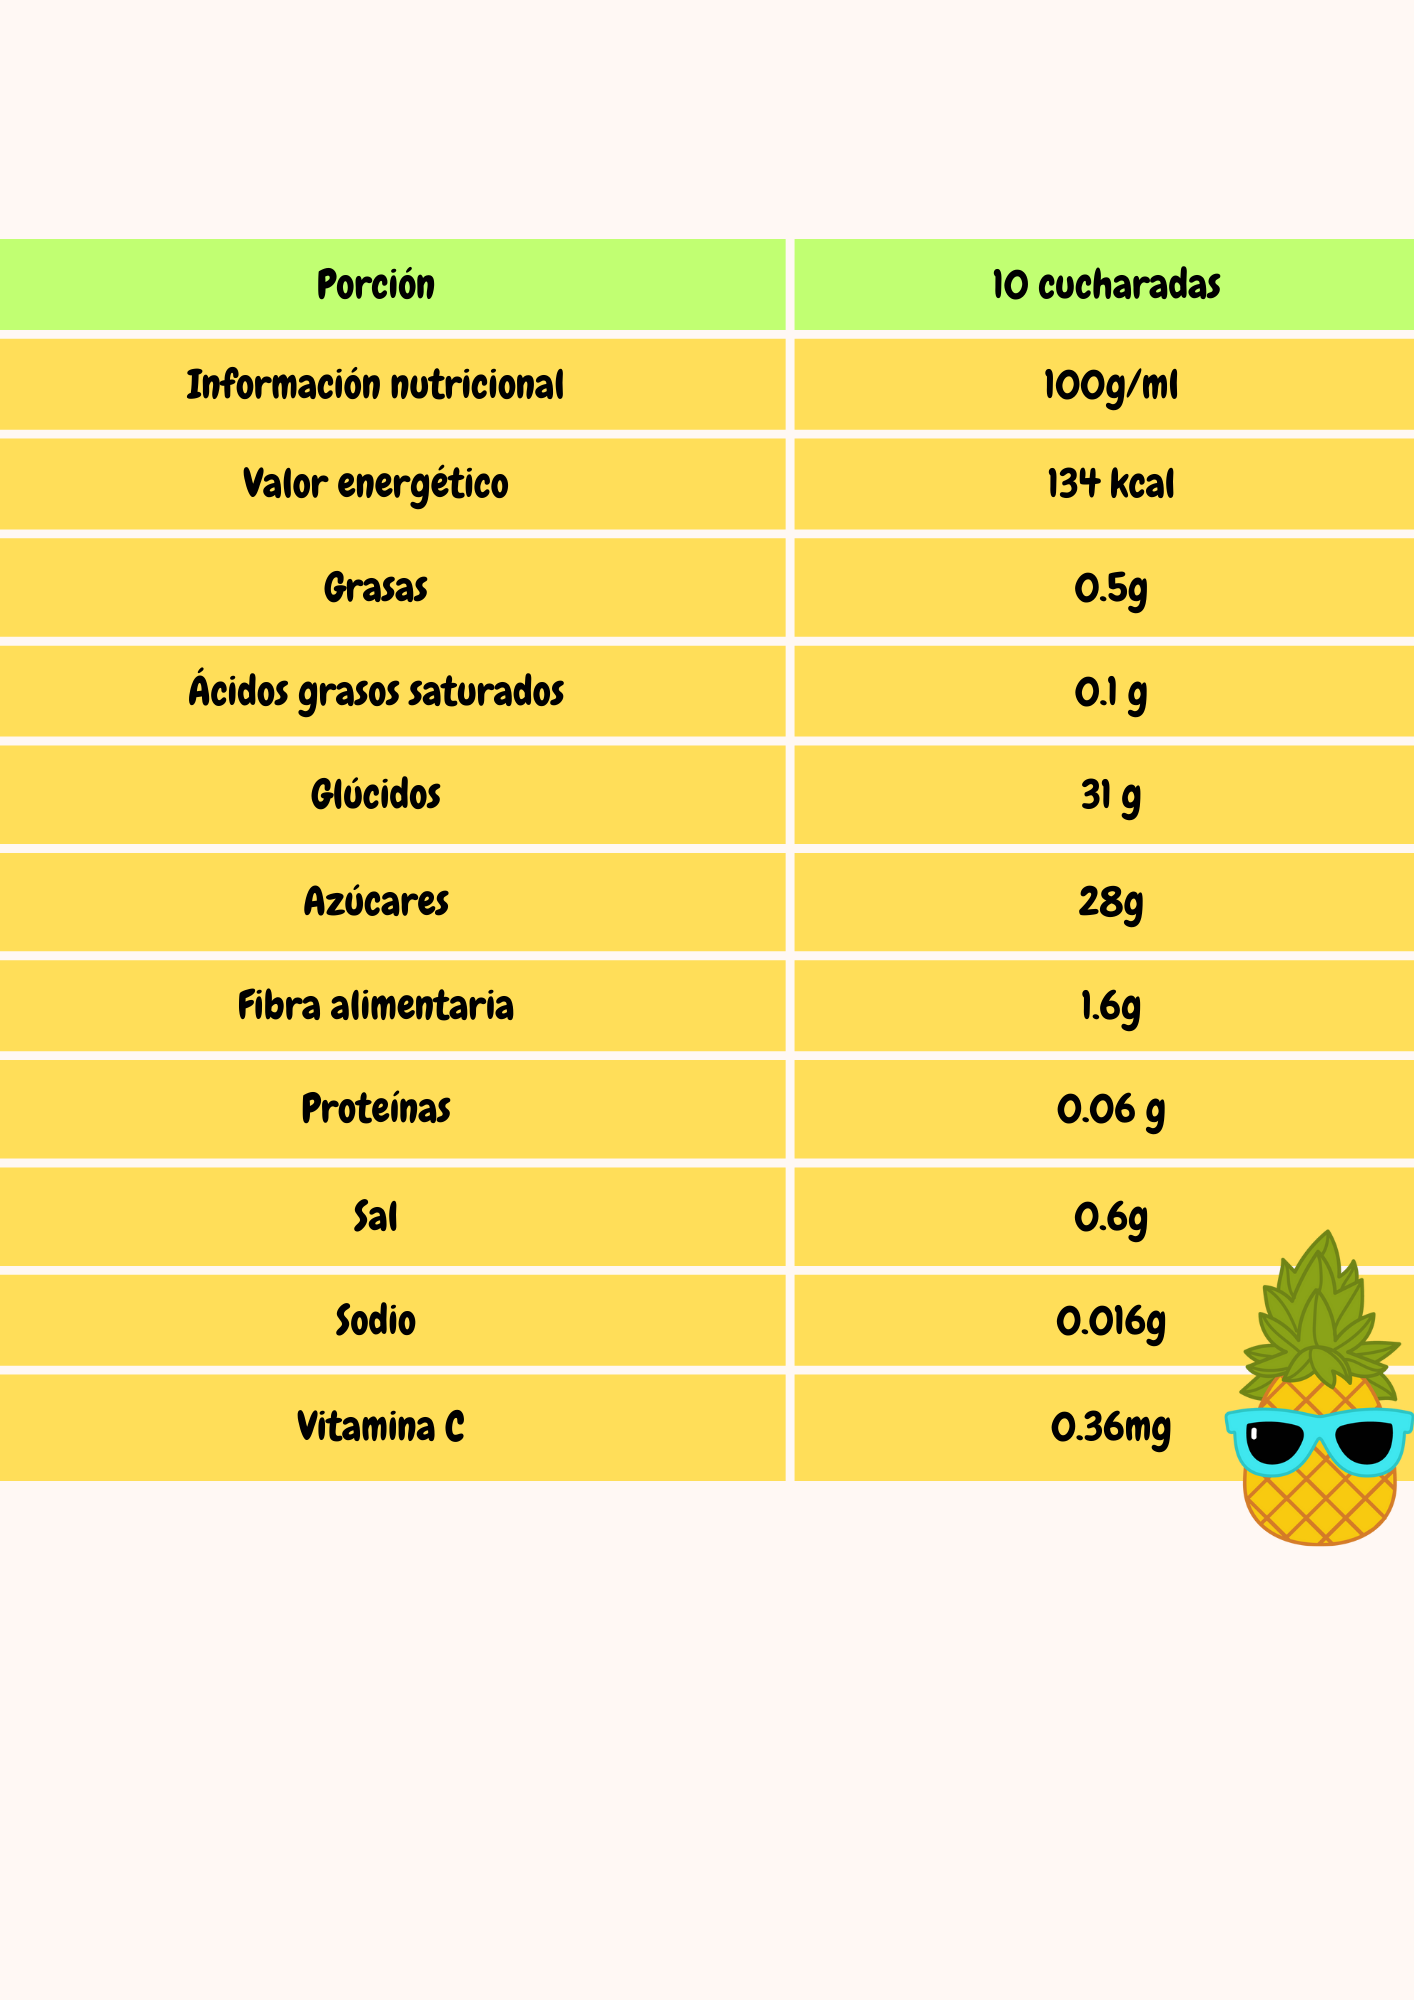 Porción 10 cucharadas
Información nutricional 100g/ml
Valor energético 134 kcal
Grasas 0.5g
Ácidos grasos saturados 0.1 g
Glúcidos 31 g
Azúcares 28g
Fibra alimentaria 1.6g
Proteínas 0.06 g
Sal 0.6g
Sodio 0.016g
Vitamina C 0.36mg